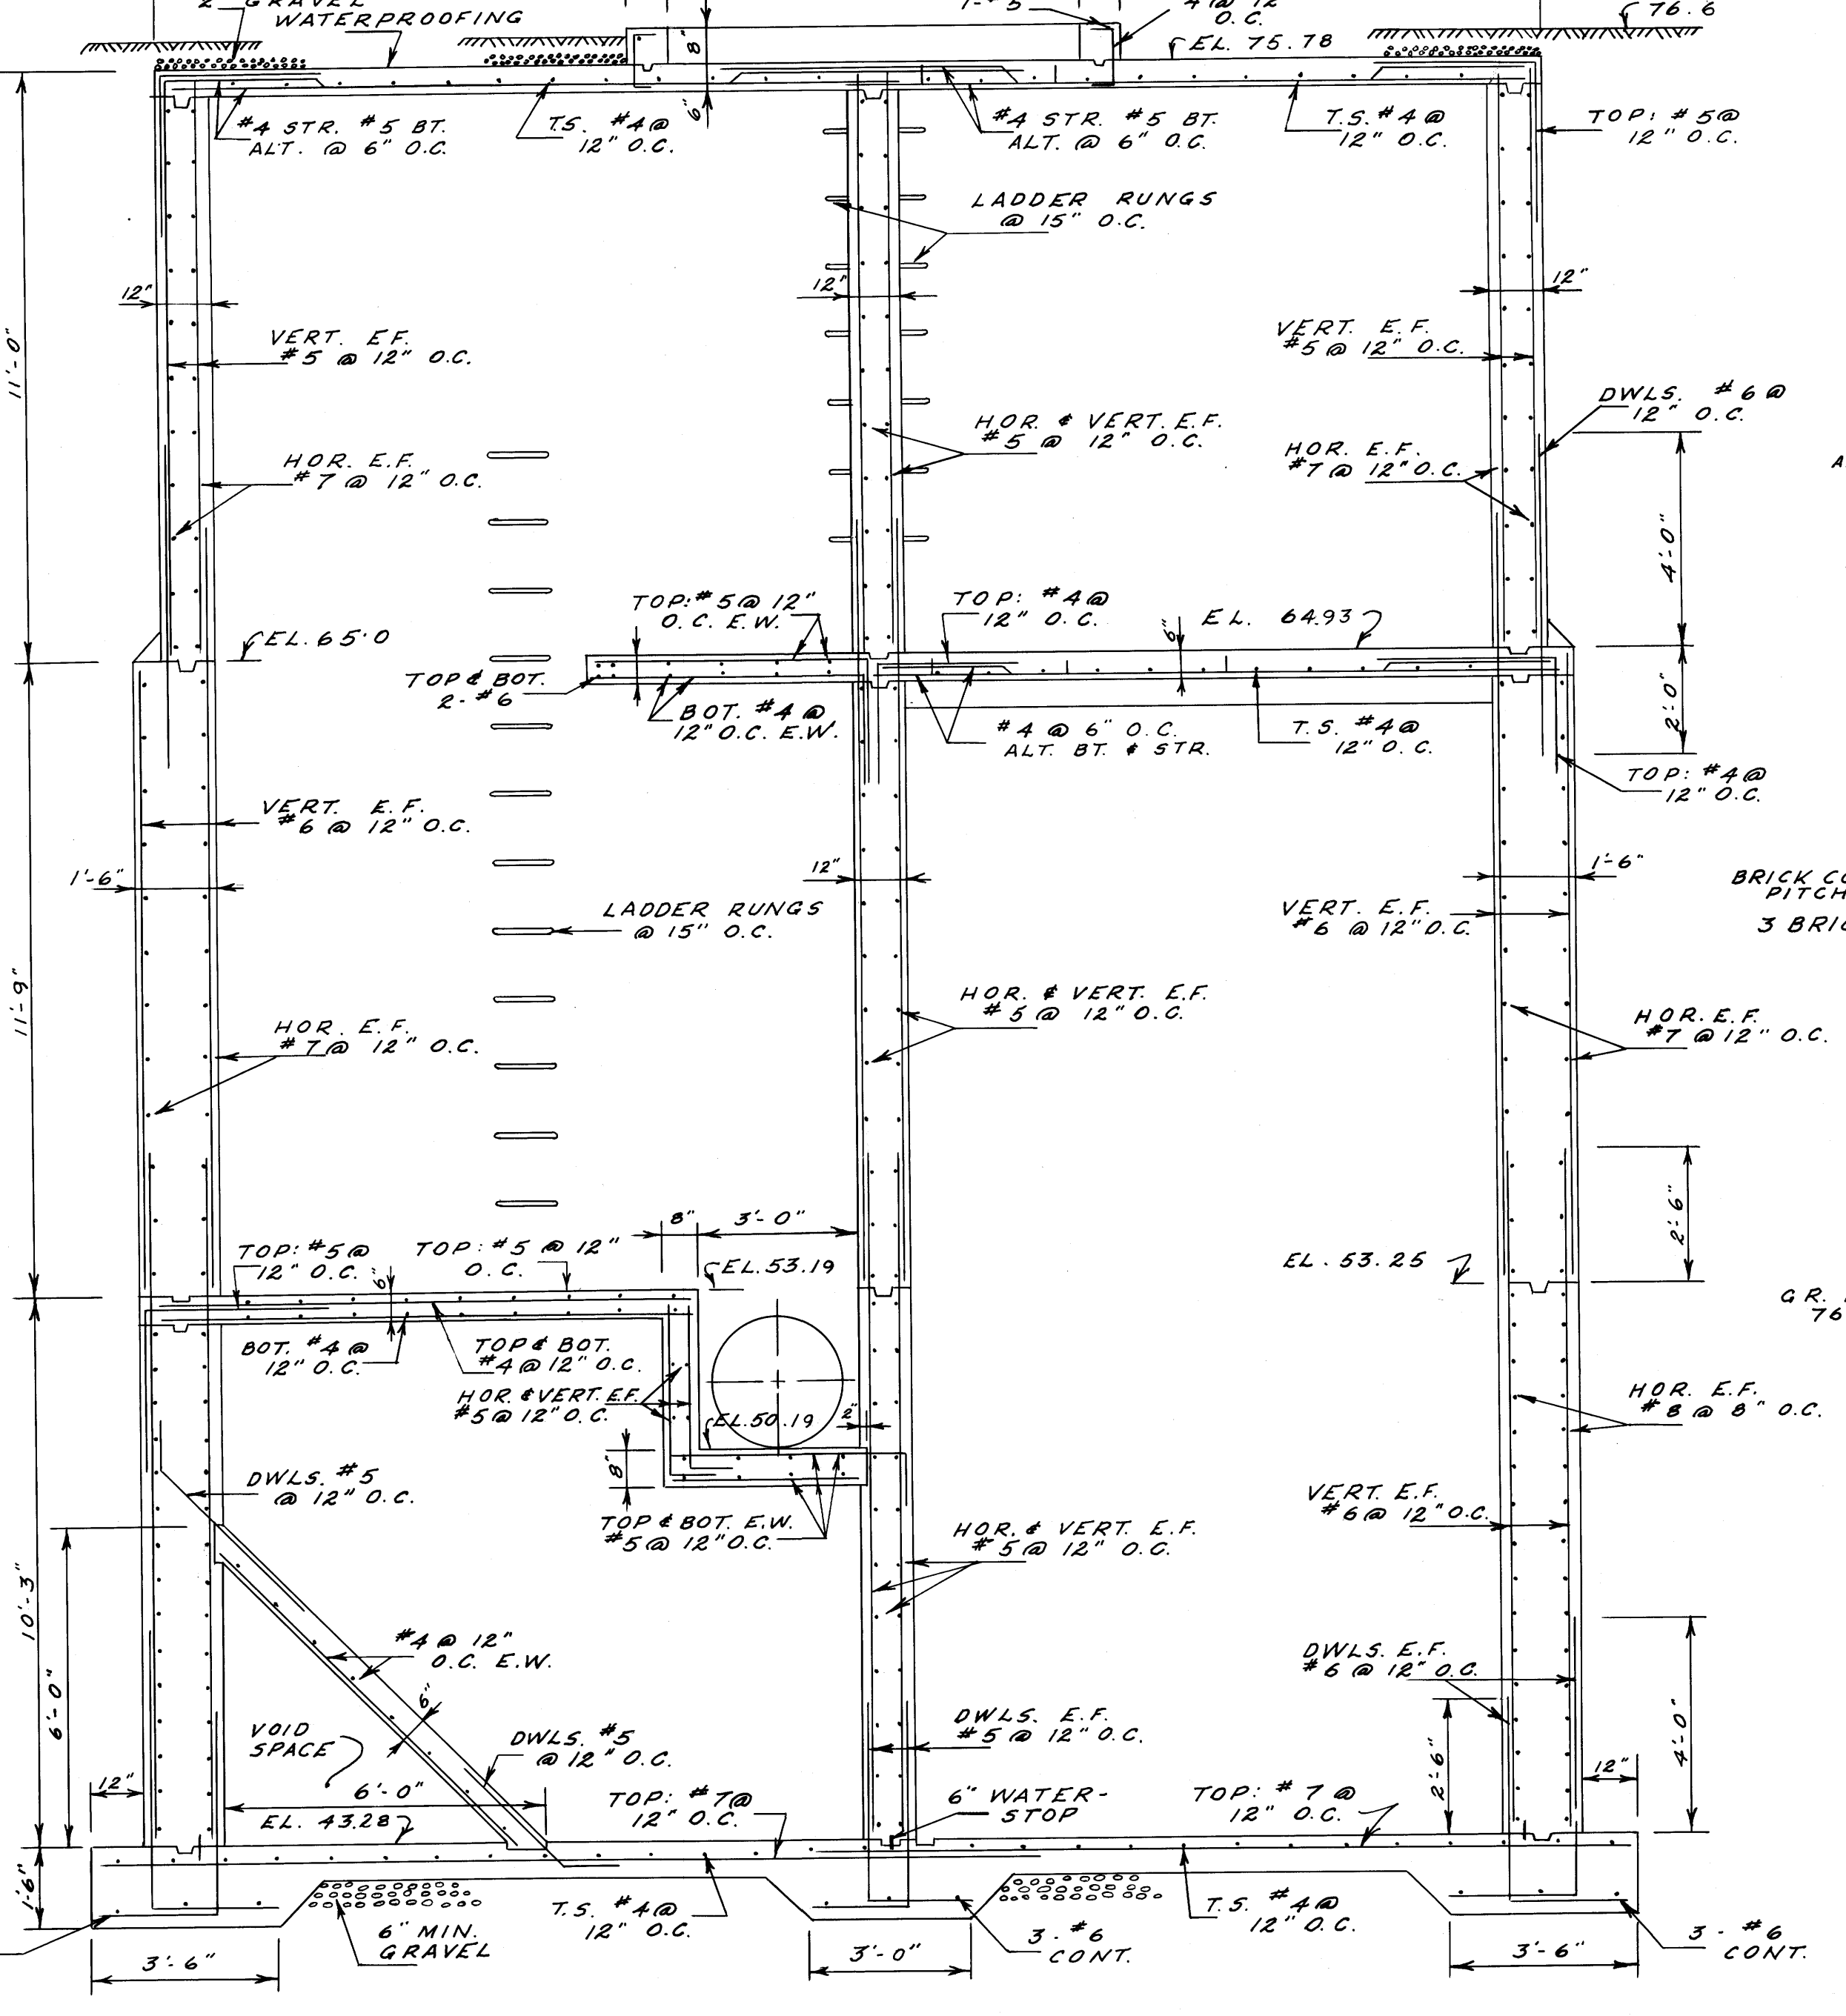 2" GRAVEL
WATERPROOFING
1-#5
4 @ 12
O.C.
76.6
8"
EL. 75.78
6"
#4 STR. #5 BT.
ALT. @ 6" O.C.
T.S. #4 @
12" O.C.
#4 STR. #5 BT.
ALT. @ 6" O.C.
T.S. #4 @
12" O.C.
TOP: #5 @
12" O.C.
LADDER RUNGS
@ 15" O.C.
12"
12"
12"
11'-0"
VERT. E.F.
#5 @ 12" O.C.
VERT. E.F.
#5 @ 12" O.C.
DWLS. #6 @
12" O.C.
HOR. & VERT. E.F.
#5 @ 12" O.C.
HOR. E.F.
#7 @ 12" O.C.
HOR. E.F.
#7 @ 12" O.C.
A
4'-0"
TOP: #5 @ 12"
O.C. E.W.
TOP: #4 @
12" O.C.
6"
EL. 64.93
EL. 65.0
TOP & BOT.
2-#6
BOT. #4 @
12" O.C. E.W.
#4 @ 6" O.C.
ALT. BT. & STR.
T.S. #4 @
12" O.C.
2'-0"
TOP: #4 @
12" O.C.
VERT. E.F.
#6 @ 12" O.C.
1'-6"
12"
1'-6"
BRICK CO
PITCH
3 BRIC
LADDER RUNGS
@ 15" O.C.
VERT. E.F.
#6 @ 12" O.C.
11'-9"
HOR. & VERT. E.F.
#5 @ 12" O.C.
HOR. E.F.
#7 @ 12" O.C.
HOR. E.F.
#7 @ 12" O.C.
2'-6"
8"
3'-0"
TOP: #5 @
12" O.C.
TOP: #5 @ 12"
O.C.
6"
EL. 53.19
EL. 53.25
GR.
76
BOT. #4 @
12" O.C.
TOP & BOT.
#4 @ 12" O.C.
HOR. & VERT. E.F.
#5 @ 12" O.C.
EL. 50.19
2"
HOR. E.F.
#8 @ 8" O.C.
8"
DWLS. #5
@ 12" O.C.
TOP & BOT. E.W.
#5 @ 12" O.C.
HOR. & VERT. E.F.
#5 @ 12" O.C.
VERT. E.F.
#6 @ 12" O.C.
10'-3"
6'-0"
#4 @ 12"
O.C. E.W.
6"
DWLS. E.F.
#6 @ 12" O.C.
VOID
SPACE
DWLS. #5
@ 12" O.C.
DWLS. E.F.
#5 @ 12" O.C.
2'-6"
4'-0"
12"
6'-0"
12"
EL. 43.28
TOP: #7 @
12" O.C.
6" WATER-
STOP
TOP: #7 @
12" O.C.
1'-6"
T.S. #4 @
12" O.C.
T.S. #4 @
12" O.C.
6" MIN.
GRAVEL
3-#6
CONT.
3-#6
CONT.
3'-6"
3'-0"
3'-6"